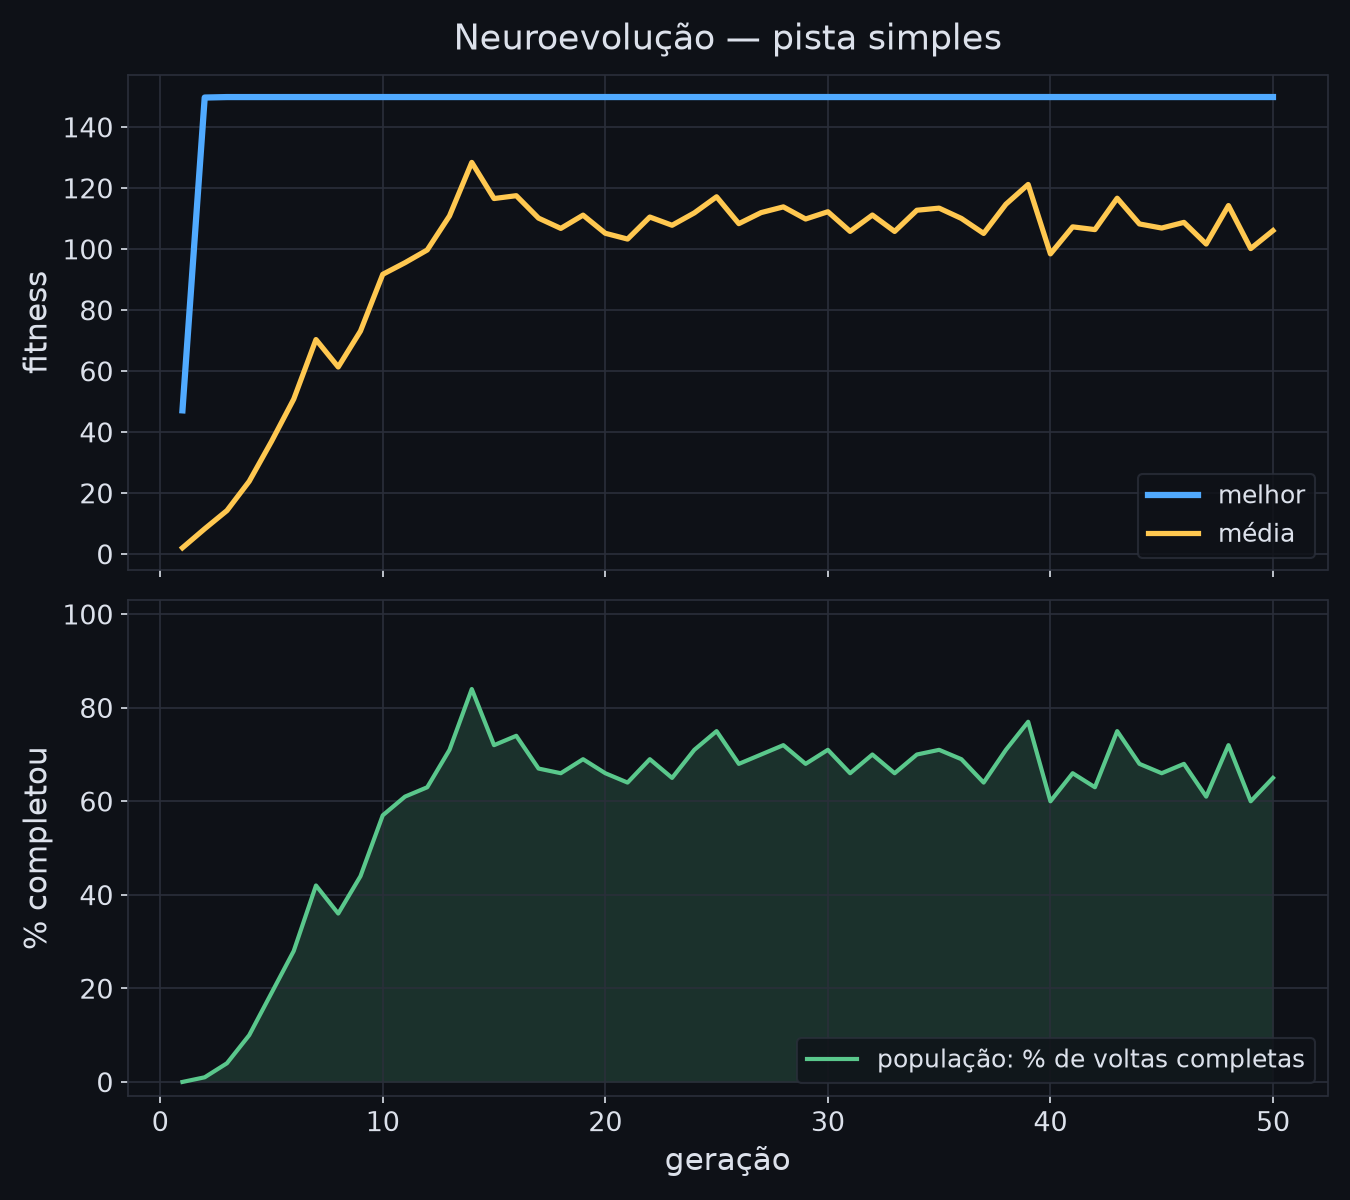 Neuroevolução — pista simples
fitness
140
120
100
80
60
40
20
0
melhor
média
% completou
100
80
60
40
20
0
população: % de voltas completas
0 10 20 30 40 50
geração